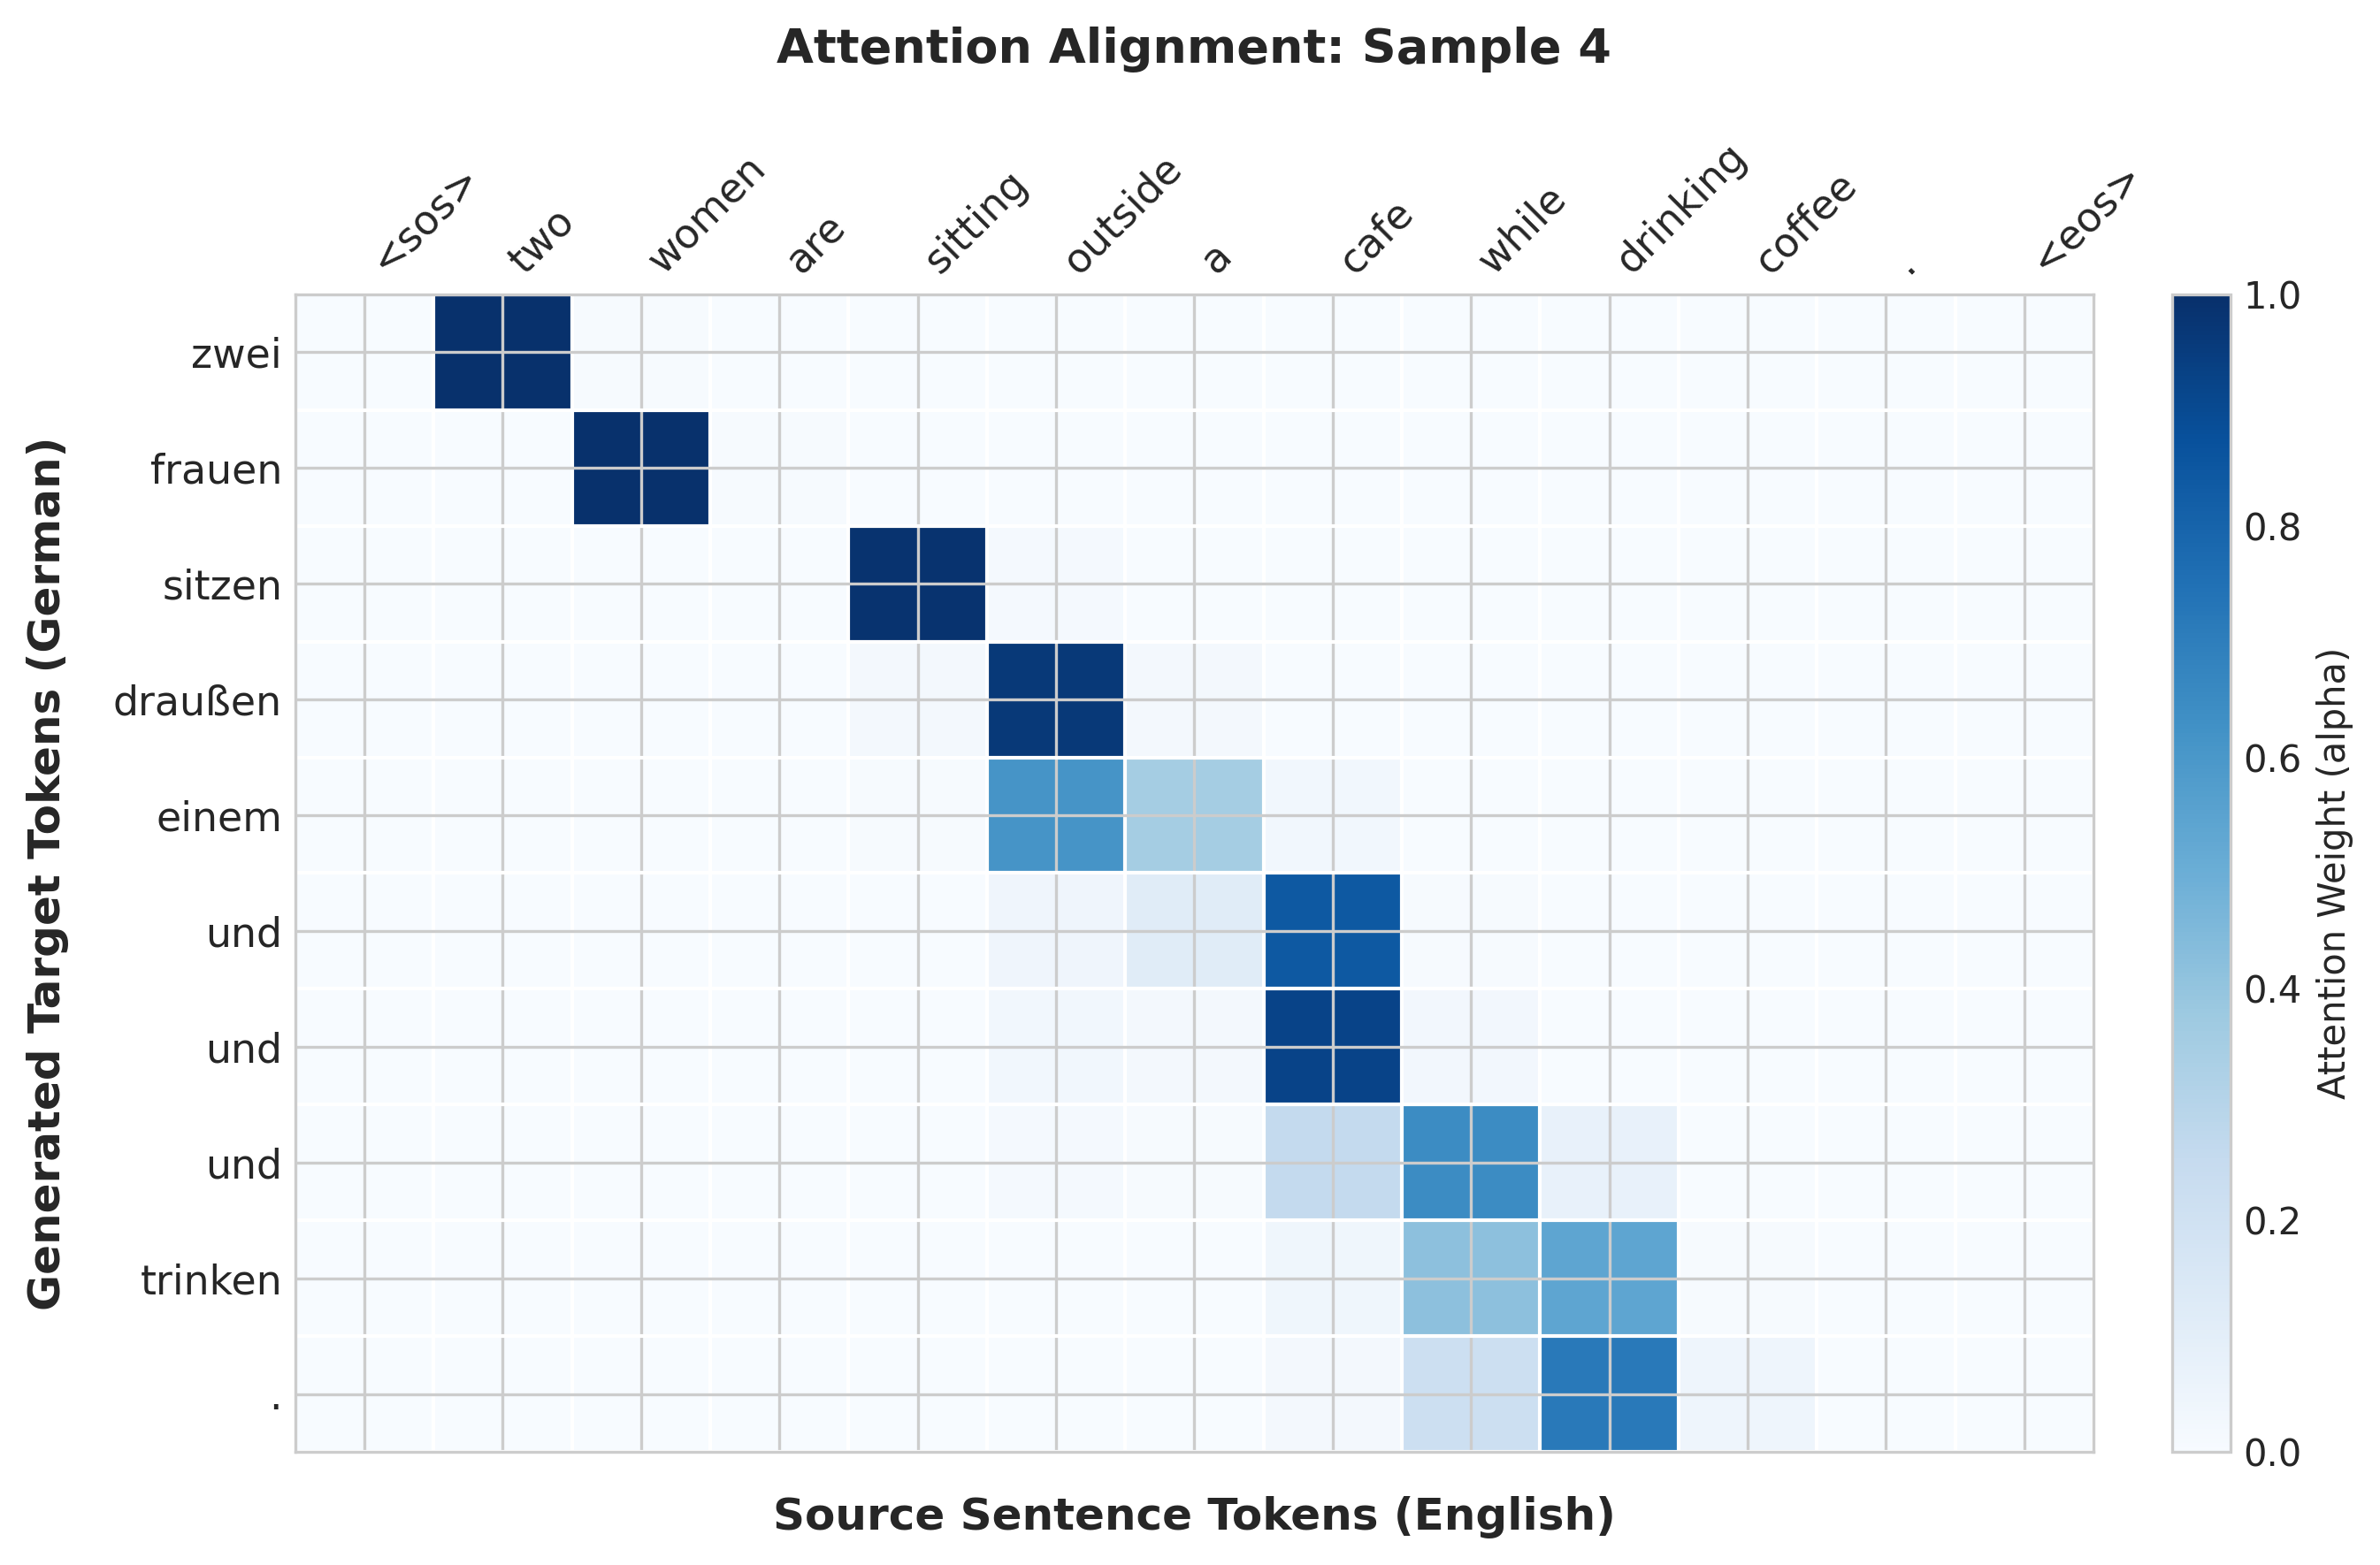 Attention Alignment: Sample 4
<sos>
two
women
are
sitting
outside
a
cafe
while
drinking
coffee
.
<eos>
Generated Target Tokens (German)
zwei
frauen
sitzen
draußen
einem
und
und
und
trinken
.
Source Sentence Tokens (English)
1.0
0.8
0.6
0.4
0.2
0.0
Attention Weight (alpha)